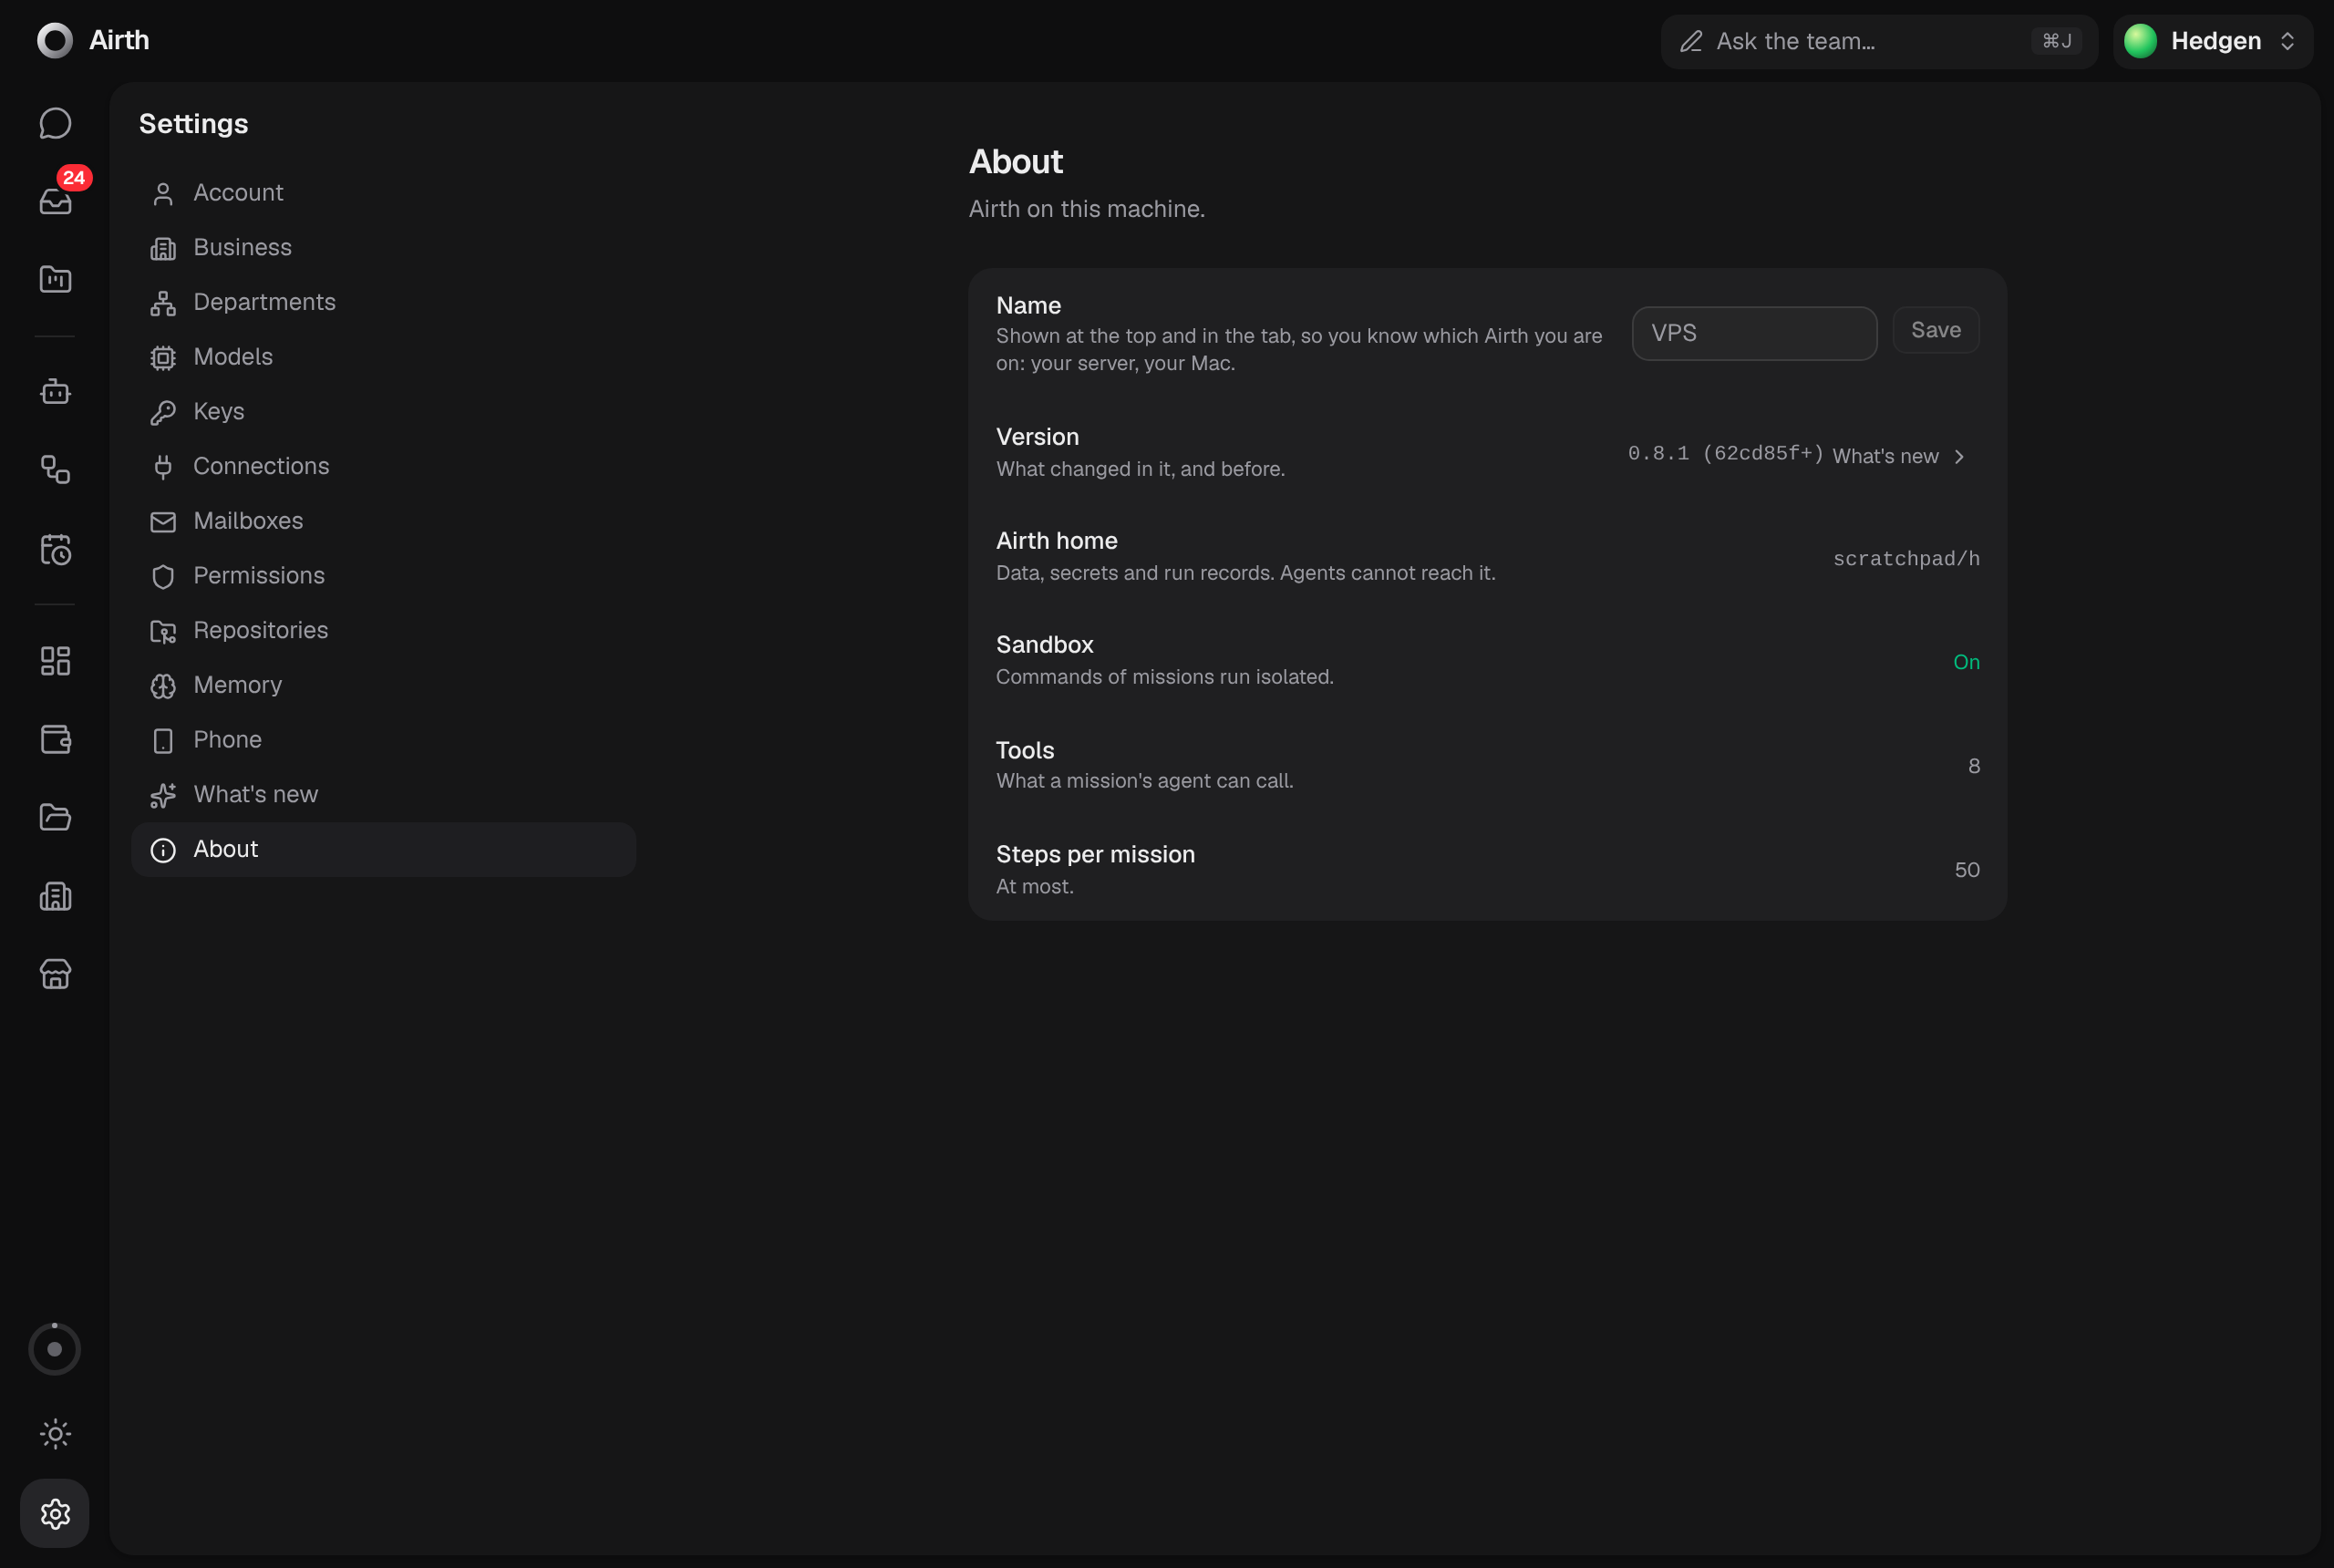 Airth
Ask the team...
⌘J
Hedgen
24
Settings
Account
Business
Departments
Models
Keys
Connections
Mailboxes
Permissions
Repositories
Memory
Phone
What's new
About
About
Airth on this machine.
Name
Shown at the top and in the tab, so you know which Airth you are
on: your server, your Mac.
VPS
Save
Version
What changed in it, and before.
0.8.1 (62cd85f+) What's new
Airth home
Data, secrets and run records. Agents cannot reach it.
scratchpad/h
Sandbox
Commands of missions run isolated.
On
Tools
What a mission's agent can call.
8
Steps per mission
At most.
50